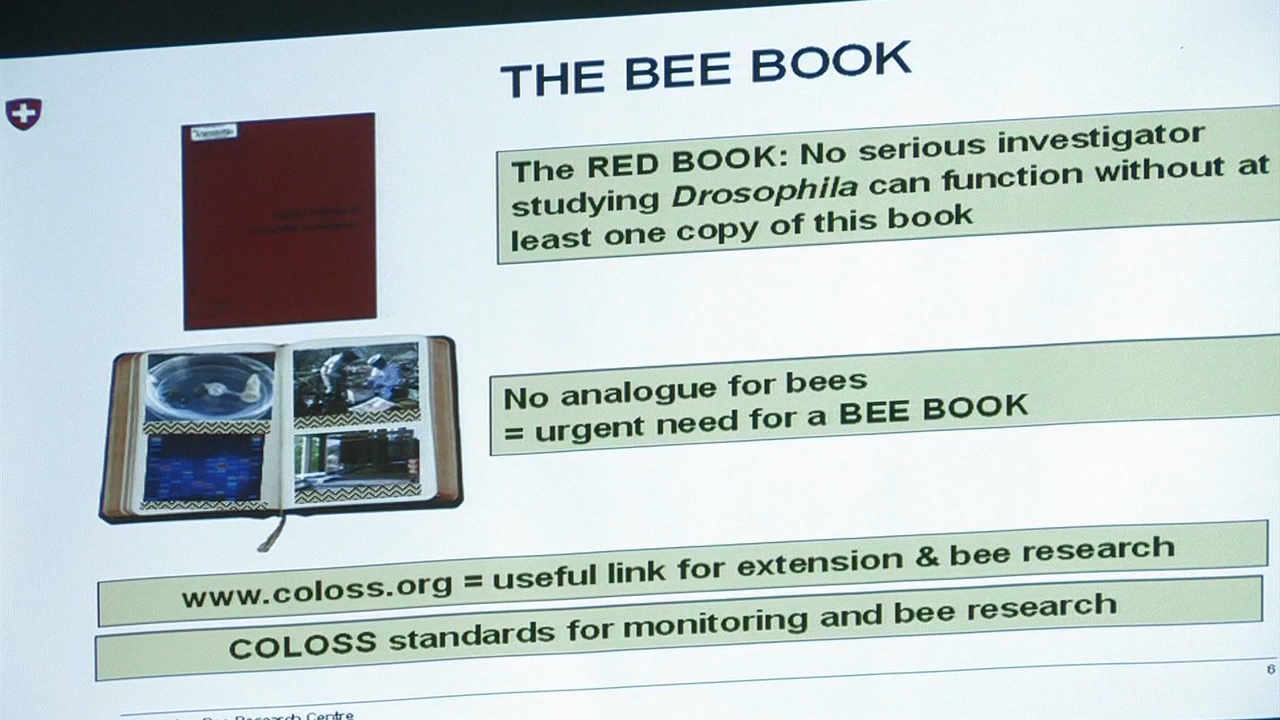 THE BEE BOOK
The RED BOOK: No serious investigator
studying Drosophila can function without at
least one copy of this book
No analogue for bees
= urgent need for a BEE BOOK
www.coloss.org = useful link for extension & bee research
COLOSS standards for monitoring and bee research
6
Bee Research Centre